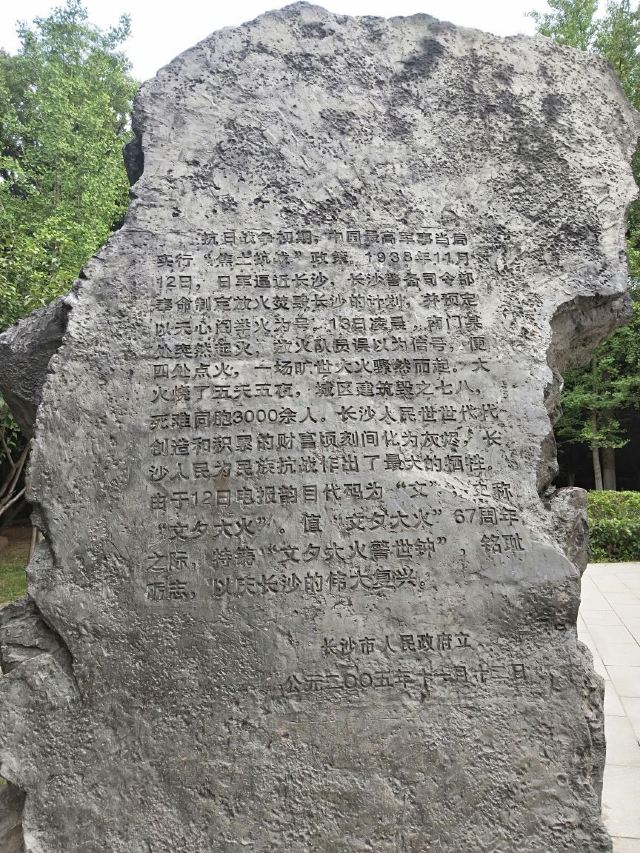 抗日战争初期，中国最高军事当局
实行“焦土抗战”政策。1938年11月
12日，日军逼近长沙，长沙警备司令部
奉命制定放火焚毁长沙的计划，并预定
以天心阁举火为号。13日凌晨，南门某
处突然起火，放火队员误以为信号，便
四处点火，一场旷世大火骤然而起。大
火烧了五天五夜，城区建筑毁之七八，
死难同胞3000余人。长沙人民世世代代
创造和积累的财富顷刻间化为灰烬，长
沙人民为民族抗战作出了最大的牺牲。
由于12日电报韵目代码为“文”，史称
“文夕大火”。值“文夕大火”67周年
之际，特铸“文夕大火警世钟”，铭耻
砺志，以庆长沙的伟大复兴。
长沙市人民政府立
公元二〇〇五年十一月十二日